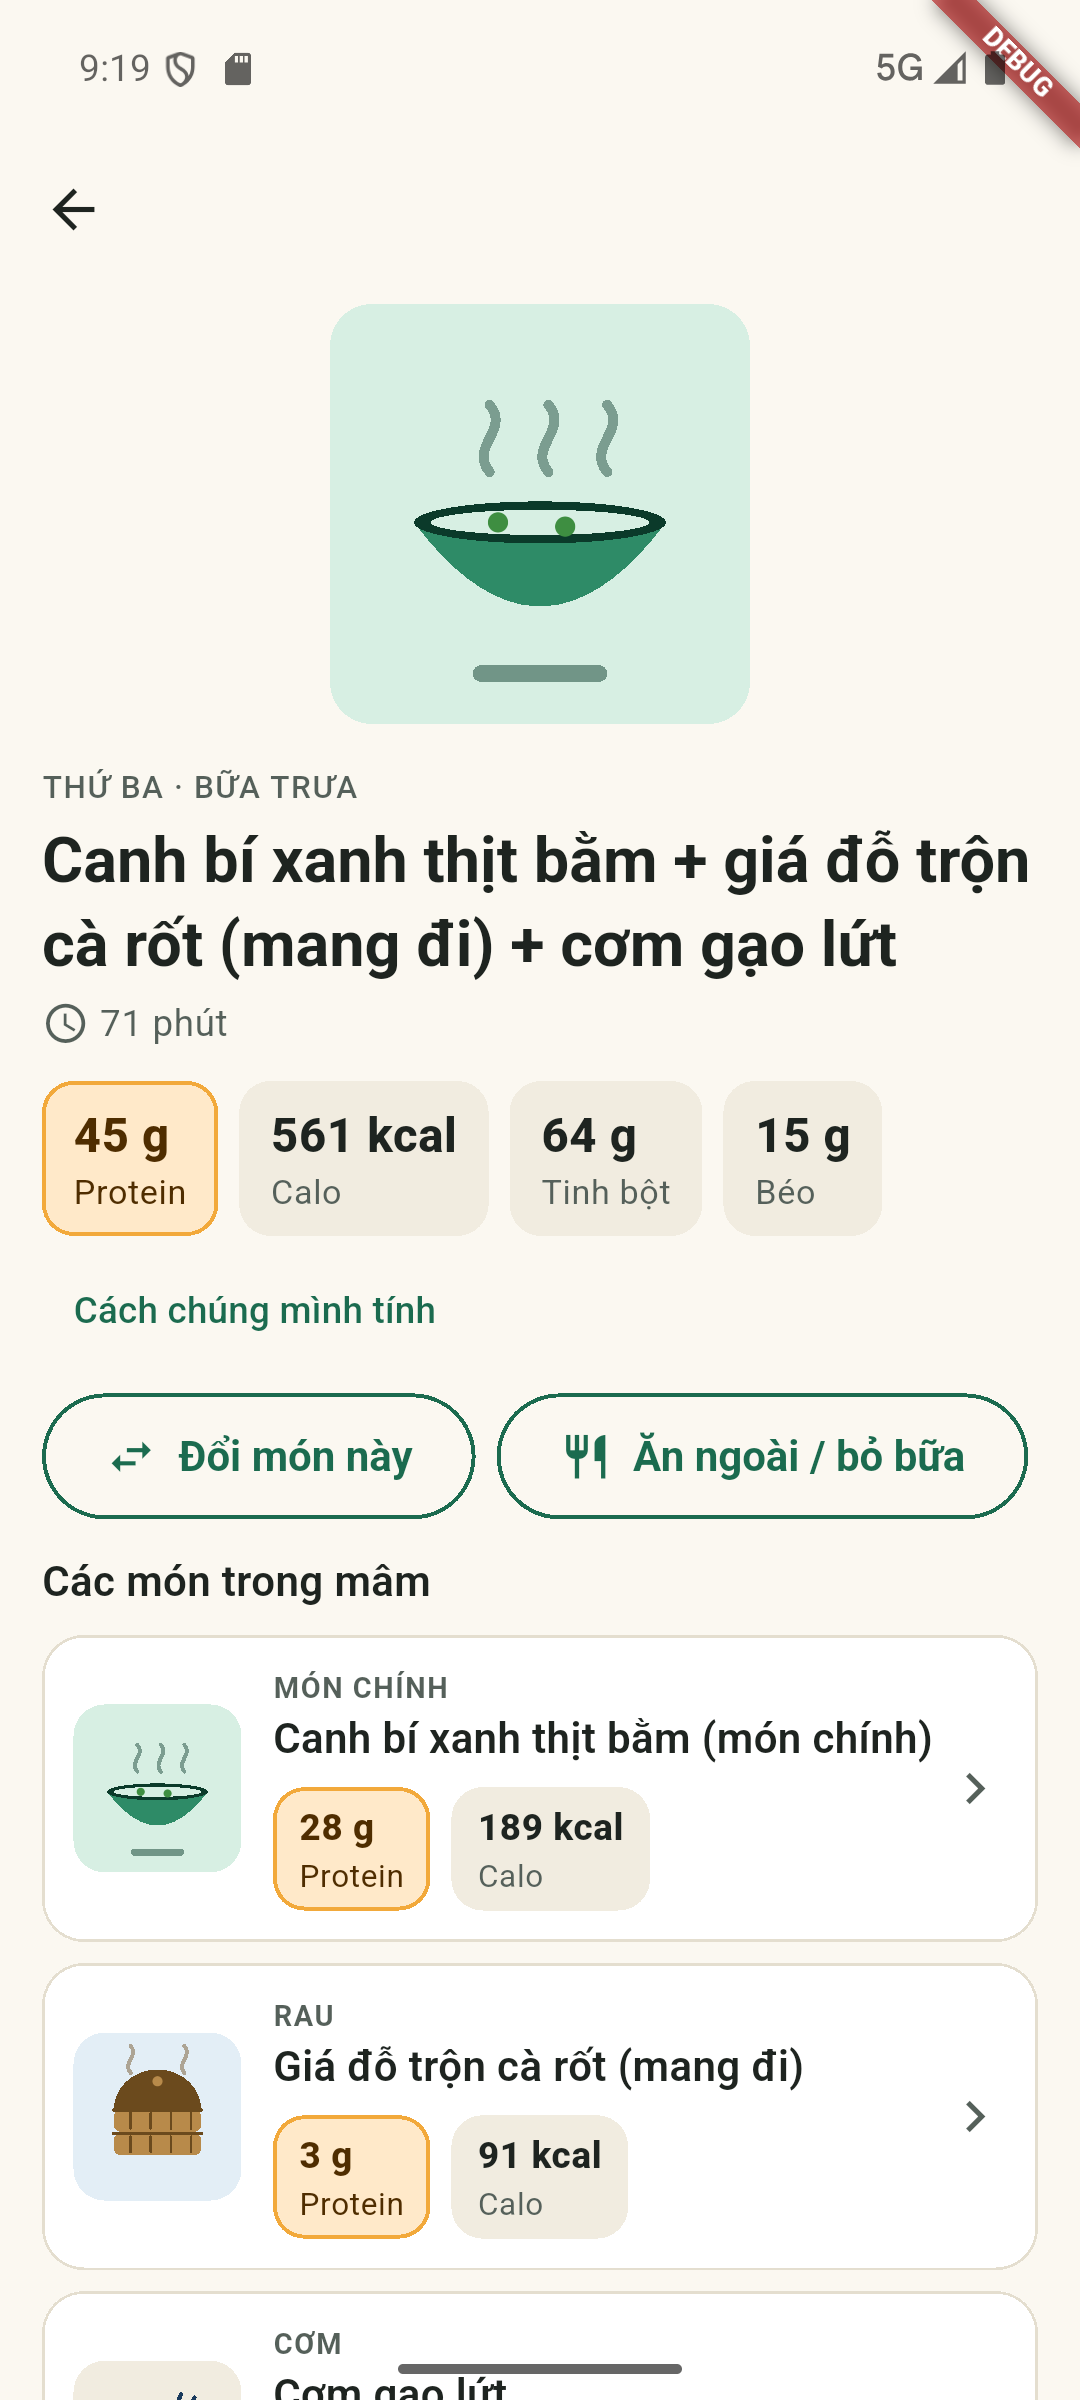 9:19
5G
DEBUG
THỨ BA · BỮA TRƯA
Canh bí xanh thịt bằm + giá đỗ trộn
cà rốt (mang đi) + cơm gạo lứt
71 phút
45 g
Protein
561 kcal
Calo
64 g
Tinh bột
15 g
Béo
Cách chúng mình tính
Đổi món này
Ăn ngoài / bỏ bữa
Các món trong mâm
MÓN CHÍNH
Canh bí xanh thịt bằm (món chính)
28 g
Protein
189 kcal
Calo
RAU
Giá đỗ trộn cà rốt (mang đi)
3 g
Protein
91 kcal
Calo
CƠM
Cơm gạo lứt